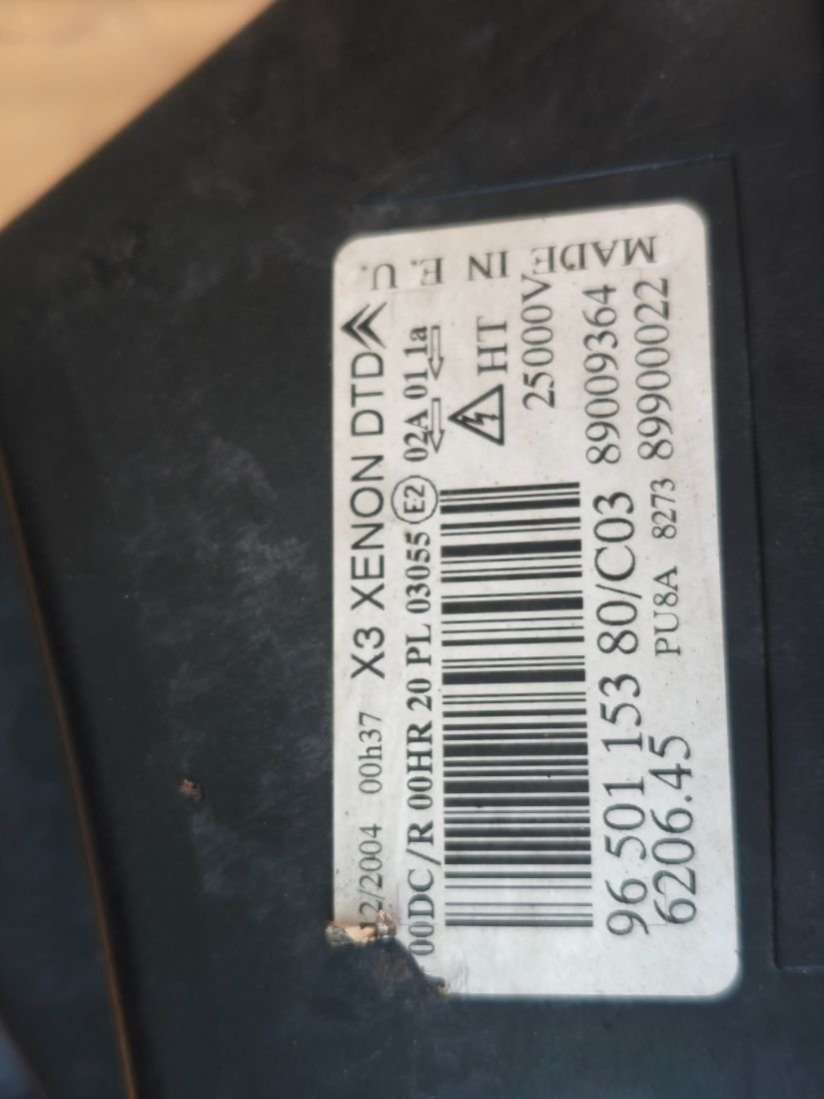 12/2004 00h37 X3 XENON DTD
00DC/R 00HR 20 PL 03055 E2 02A 01 1a
HT
25000V
96 501 153 80/C03 89009364
6206.45 PU8A 8273 89900022
MADE IN E. U.